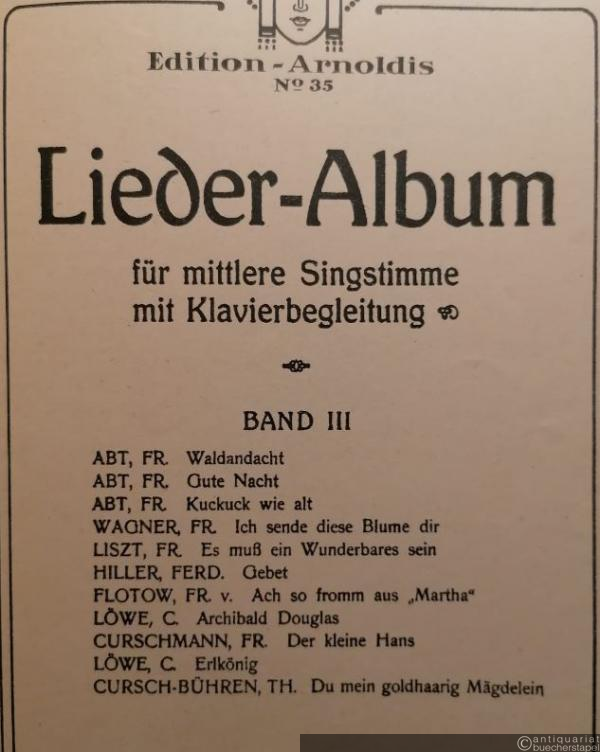 Edition-Arnoldis
Nº 35
Lieder-Album
für mittlere Singstimme
mit Klavierbegleitung
BAND III
ABT, FR. Waldandacht
ABT, FR. Gute Nacht
ABT, FR. Kuckuck wie alt
WAGNER, FR. Ich sende diese Blume dir
LISZT, FR. Es muß ein Wunderbares sein
HILLER, FERD. Gebet
FLOTOW, FR. v. Ach so fromm aus „Martha“
LÖWE, C. Archibald Douglas
CURSCHMANN, FR. Der kleine Hans
LÖWE, C. Erlkönig
CURSCH-BÜHREN, TH. Du mein goldhaarig Mägdelein
©antiquariat
buecherstapel